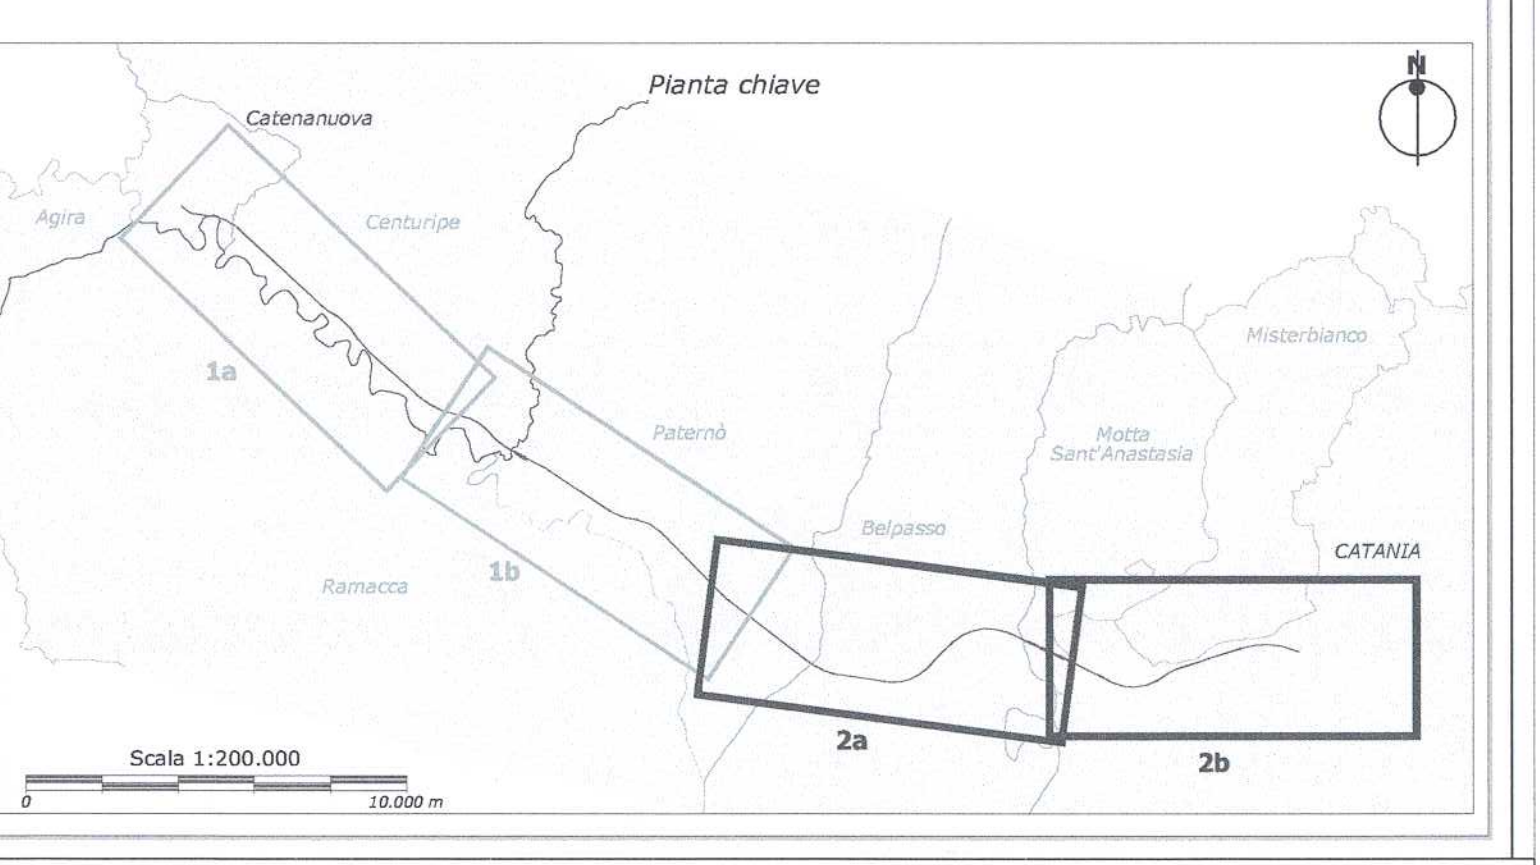 N
Pianta chiave
Catenanuova
Agira
Centuripe
Misterbianco
1a
Paternò
Motta
Sant'Anastasia
Belpasso
CATANIA
1b
Ramacca
2a
2b
Scala 1:200.000
0
10.000 m